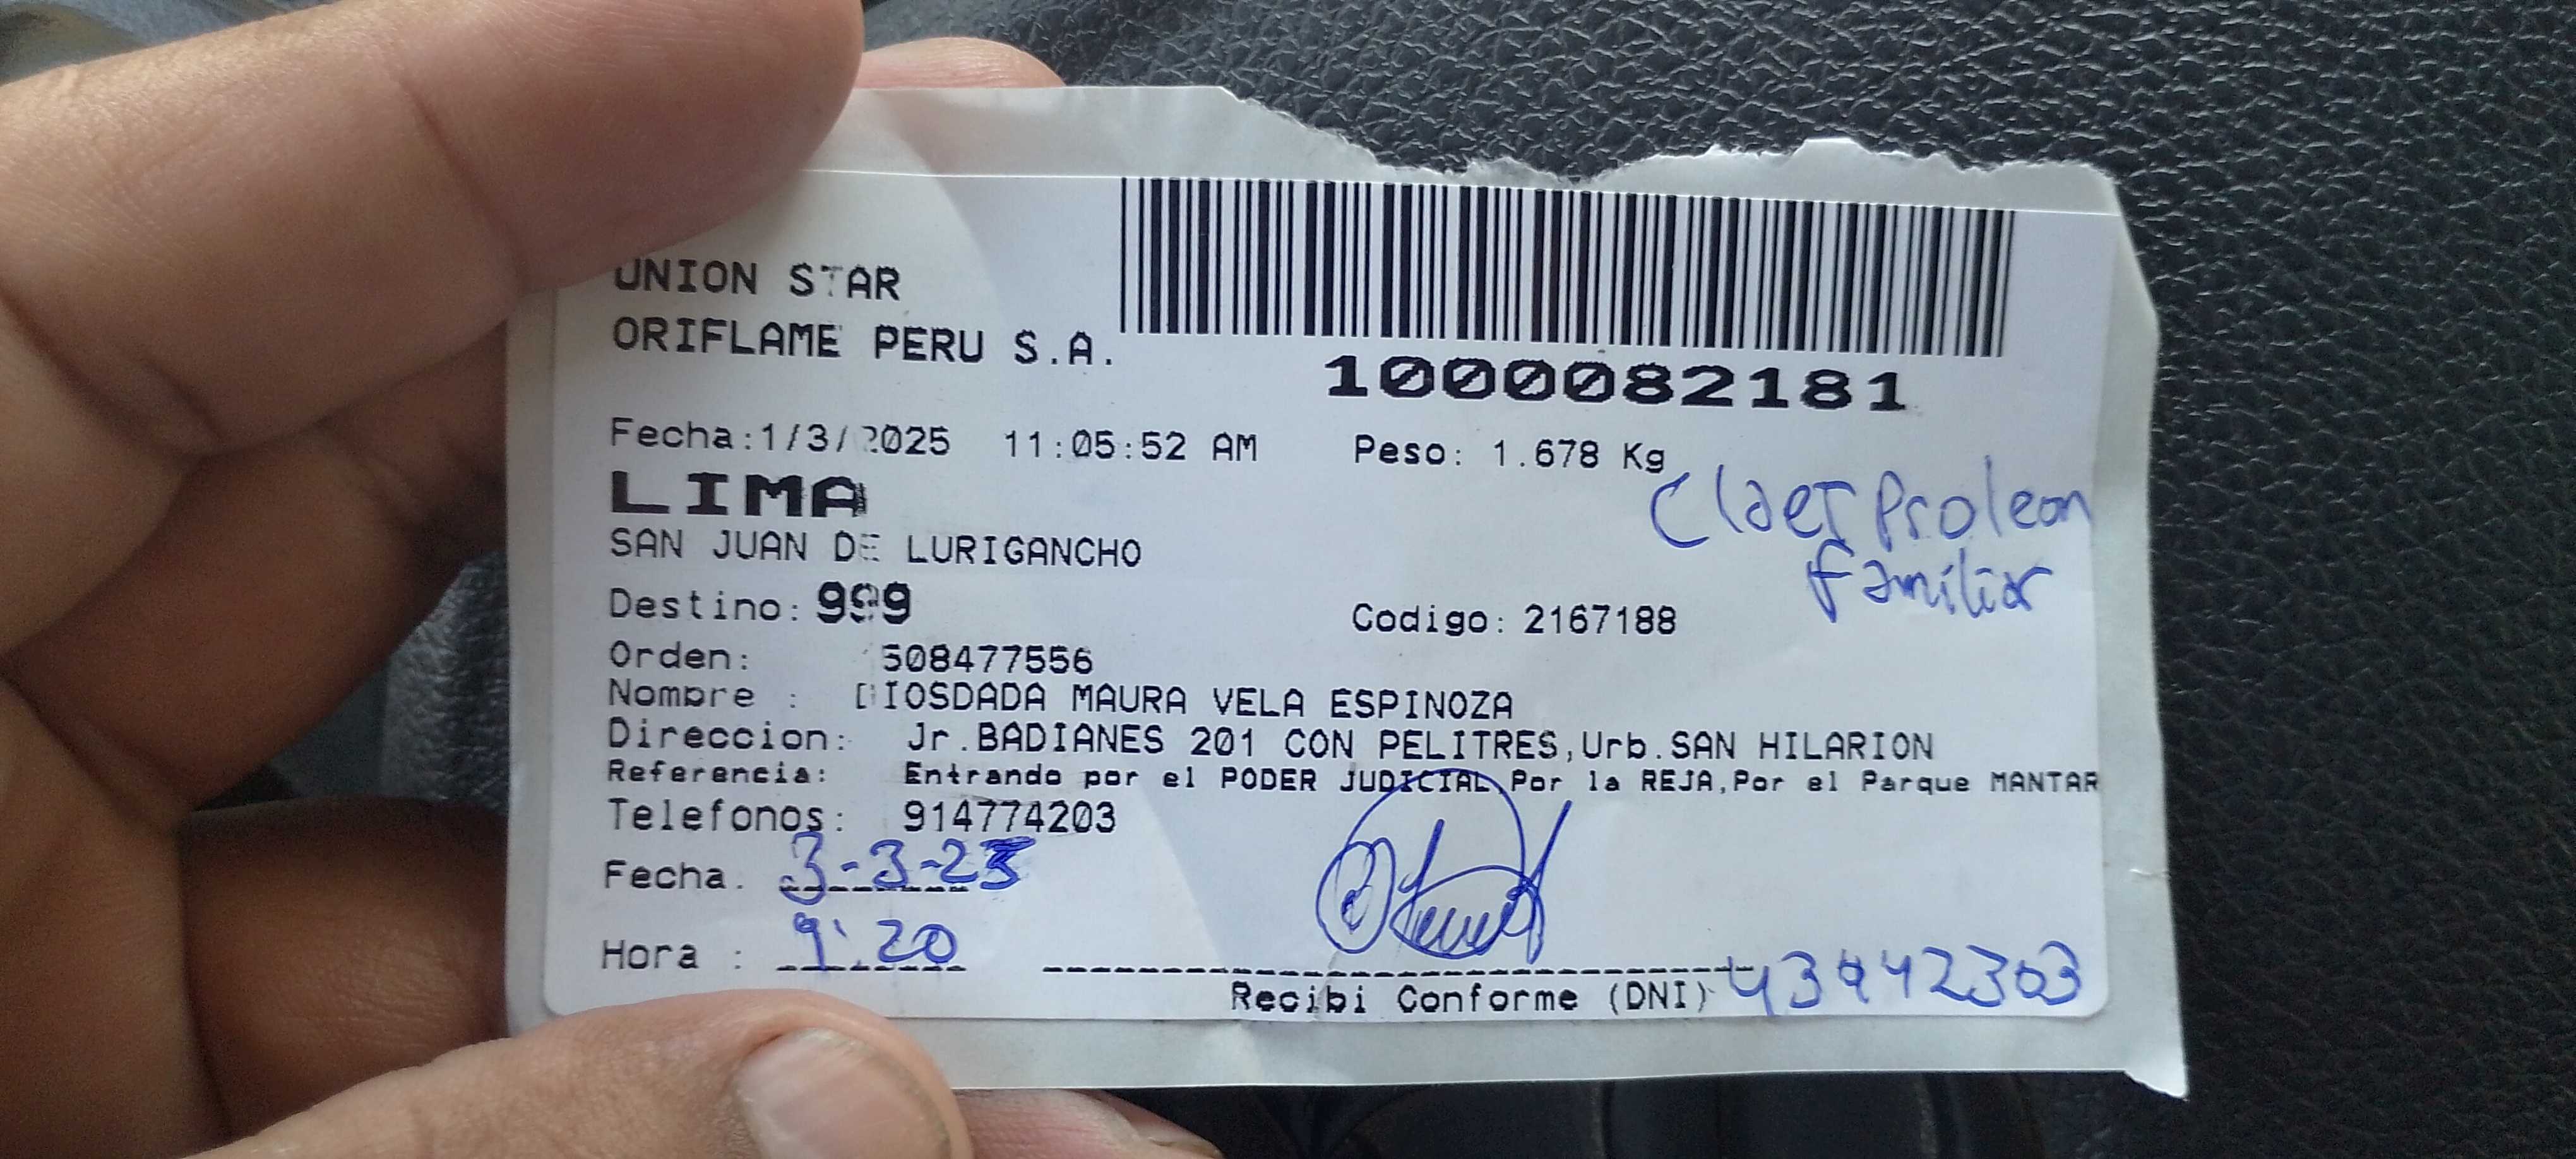 UNION STAR
ORIFLAME PERU S.A.
1000082181
Fecha:1/3/2025 11:05:52 AM Peso: 1.678 Kg
LIMA
SAN JUAN DE LURIGANCHO
familiar
Destino: 999 Codigo: 2167188
Orden: 508477556
Nombre : DIOSDADA MAURA VELA ESPINOZA
Direccion: Jr.BADIANES 201 CON PELITRES,Urb.SAN HILARION
Referencia: Entrando por el PODER JUDICIAL,Por la REJA,Por el Parque MANTAR
Telefonos: 914774203
Fecha. 3-3-25
Hora : 9:20
Recibi Conforme (DNI)